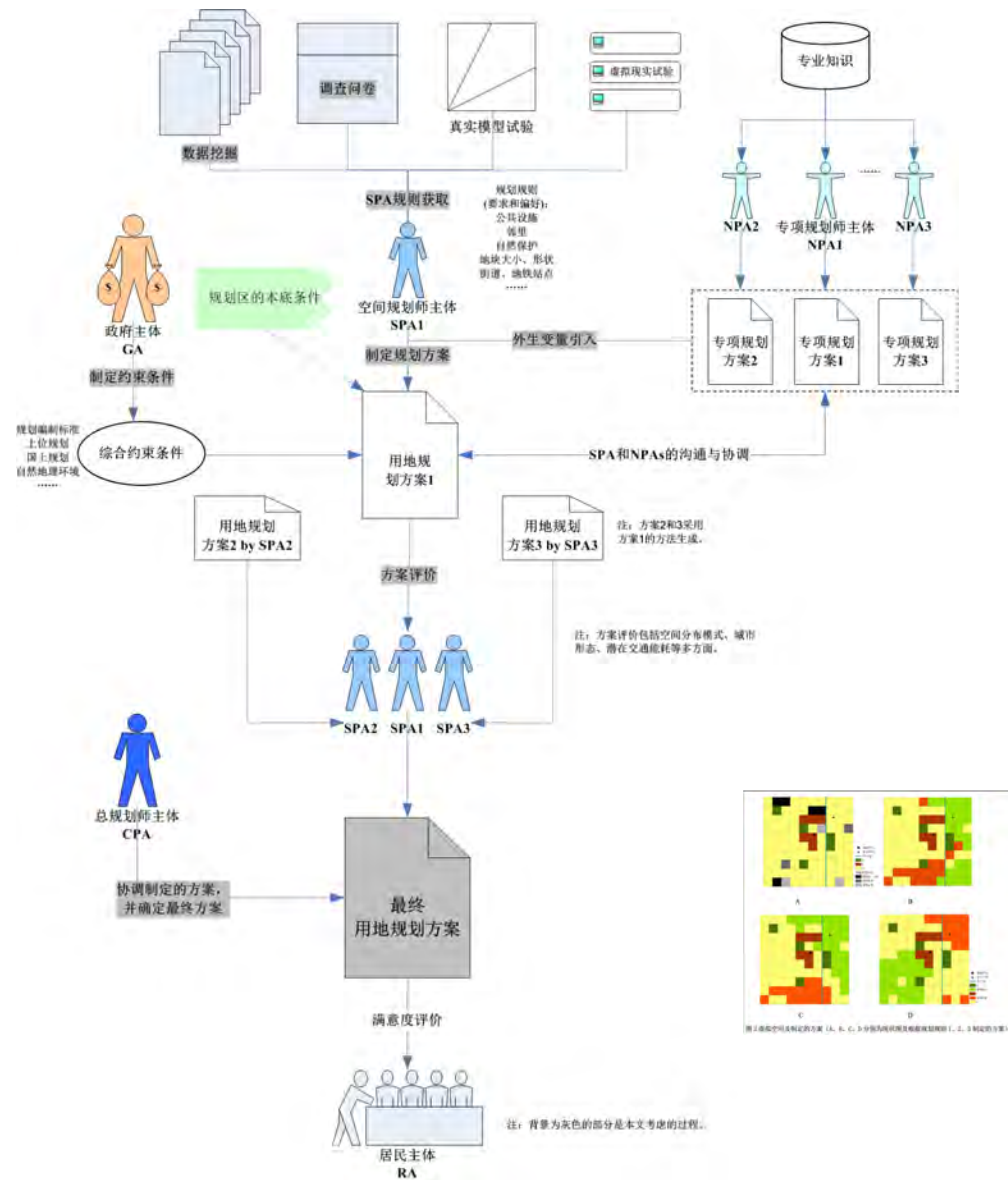 专业知识
调查问卷
虚拟现实试验
真实模型试验
数据挖掘
SPA规则获取
规划规则
(要求和偏好):
公共设施
邻里
自然保护
地块大小、形状
街道、地铁站点
……
NPA2
专项规划师主体
NPA1
……
NPA3
$
$
政府主体
GA
规划区的本底条件
空间规划师主体
SPA1
制定规划方案
外生变量引入
专项规划
方案2
专项规划
方案1
专项规划
方案3
制定约束条件
规划编制标准
上位规划
国土规划
自然地理环境
……
综合约束条件
用地规
划方案1
SPA和NPAs的沟通与协调
用地规划
方案2 by SPA2
用地规划
方案3 by SPA3
注：方案2和3采用
方案1的方法生成。
方案评价
注：方案评价包括空间分布模式、城市
形态、潜在交通能耗等多方面。
SPA2
SPA1
SPA3
总规划师主体
CPA
协调制定的方案，
并确定最终方案
最终
用地规划方案
A
B
C
D
满意度评价
注：背景为灰色的部分是本文考虑的过程。
居民主体
RA